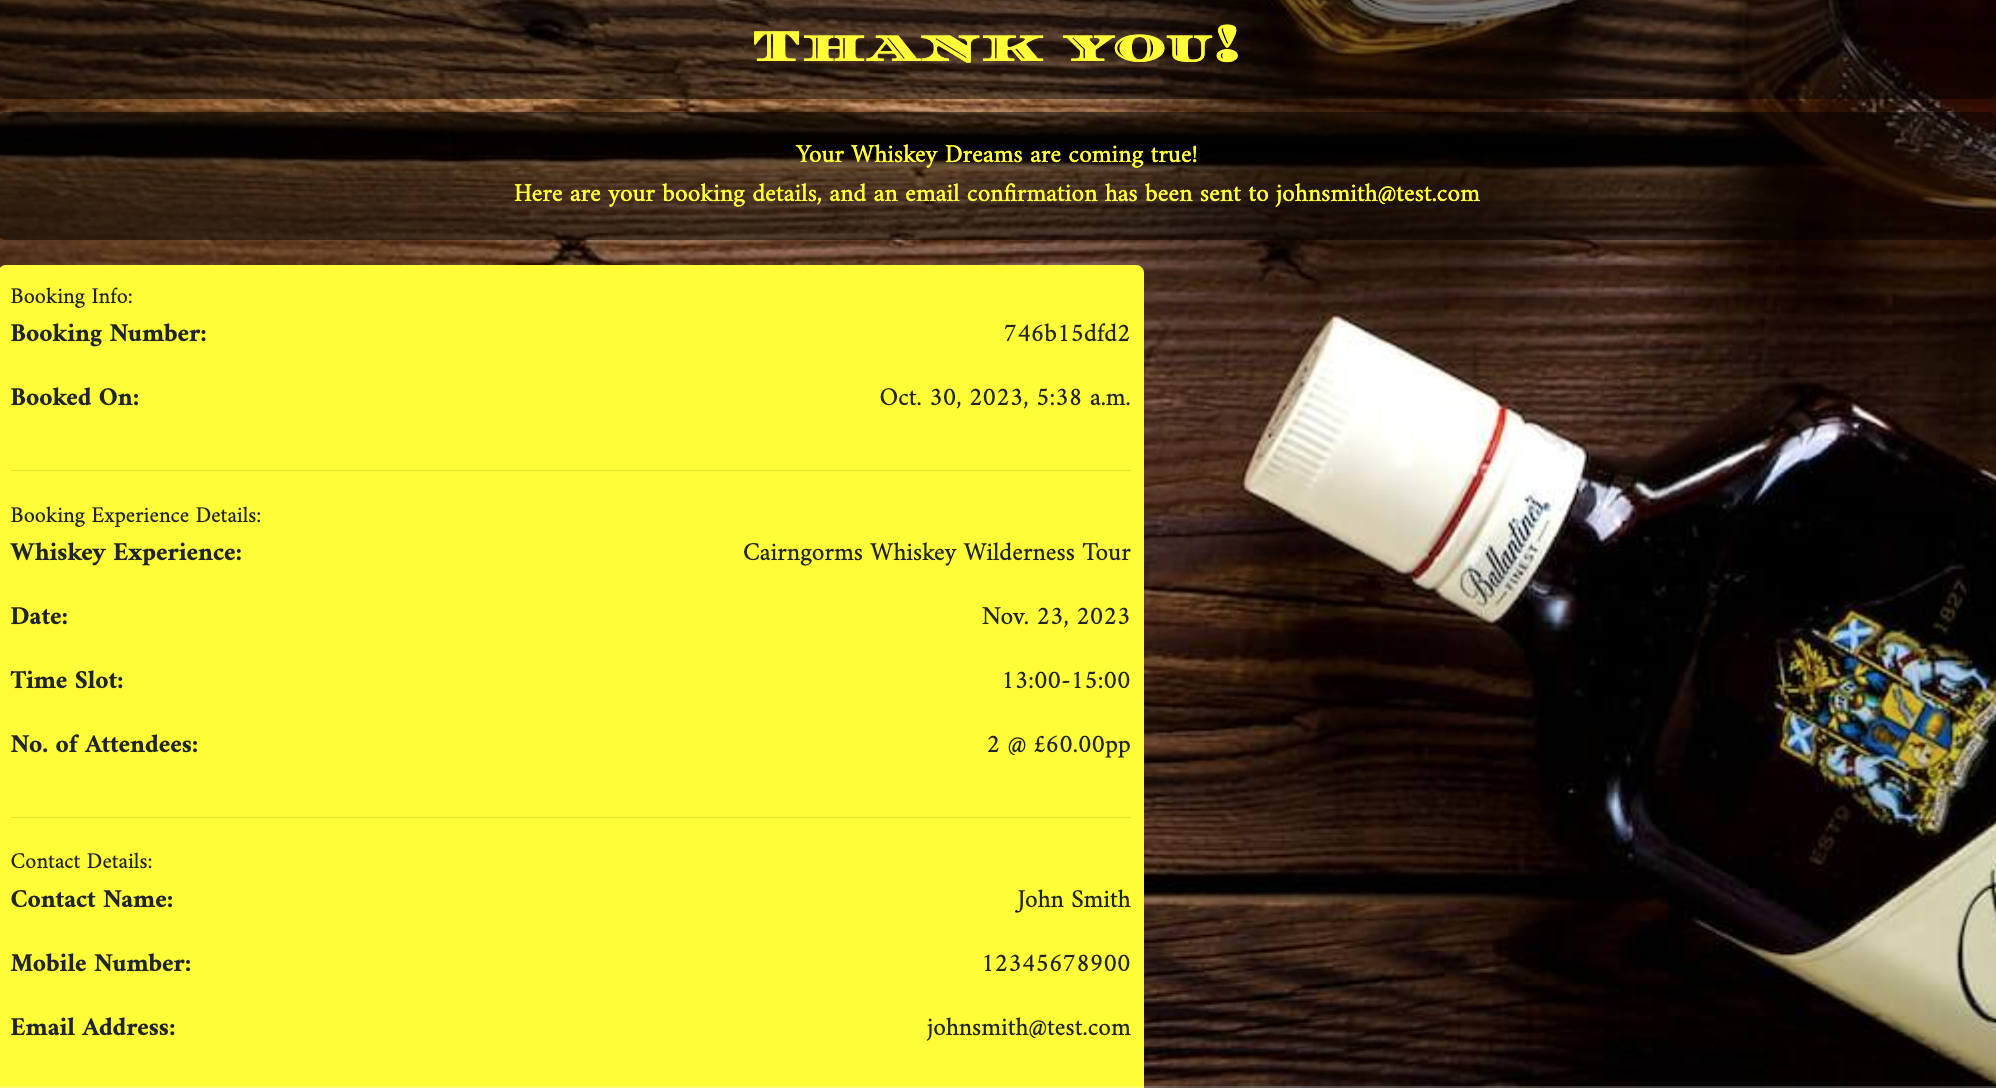 Thank you!
Your Whiskey Dreams are coming true!
Here are your booking details, and an email confirmation has been sent to johnsmith@test.com
Booking Info:
Booking Number: 746b15dfd2
Booked On: Oct. 30, 2023, 5:38 a.m.
Booking Experience Details:
Whiskey Experience: Cairngorms Whiskey Wilderness Tour
Date: Nov. 23, 2023
Time Slot: 13:00-15:00
No. of Attendees: 2 @ £60.00pp
Contact Details:
Contact Name: John Smith
Mobile Number: 12345678900
Email Address: johnsmith@test.com
Ballantine's
FINEST
ESTD 1827